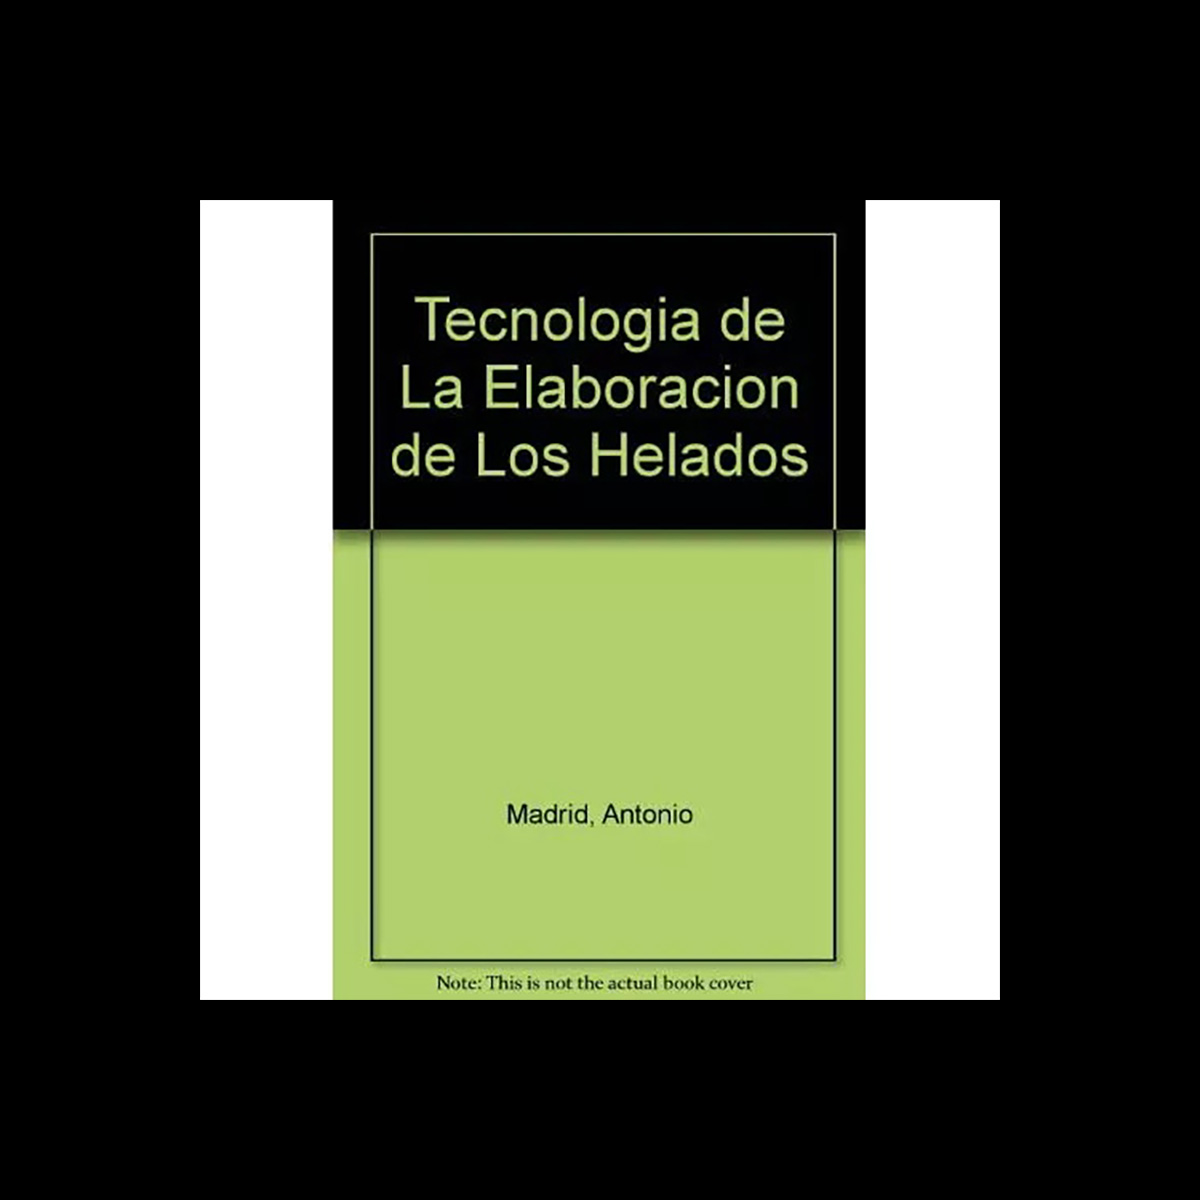 Tecnologia de
La Elaboracion
de Los Helados
Madrid, Antonio
Note: This is not the actual book cover